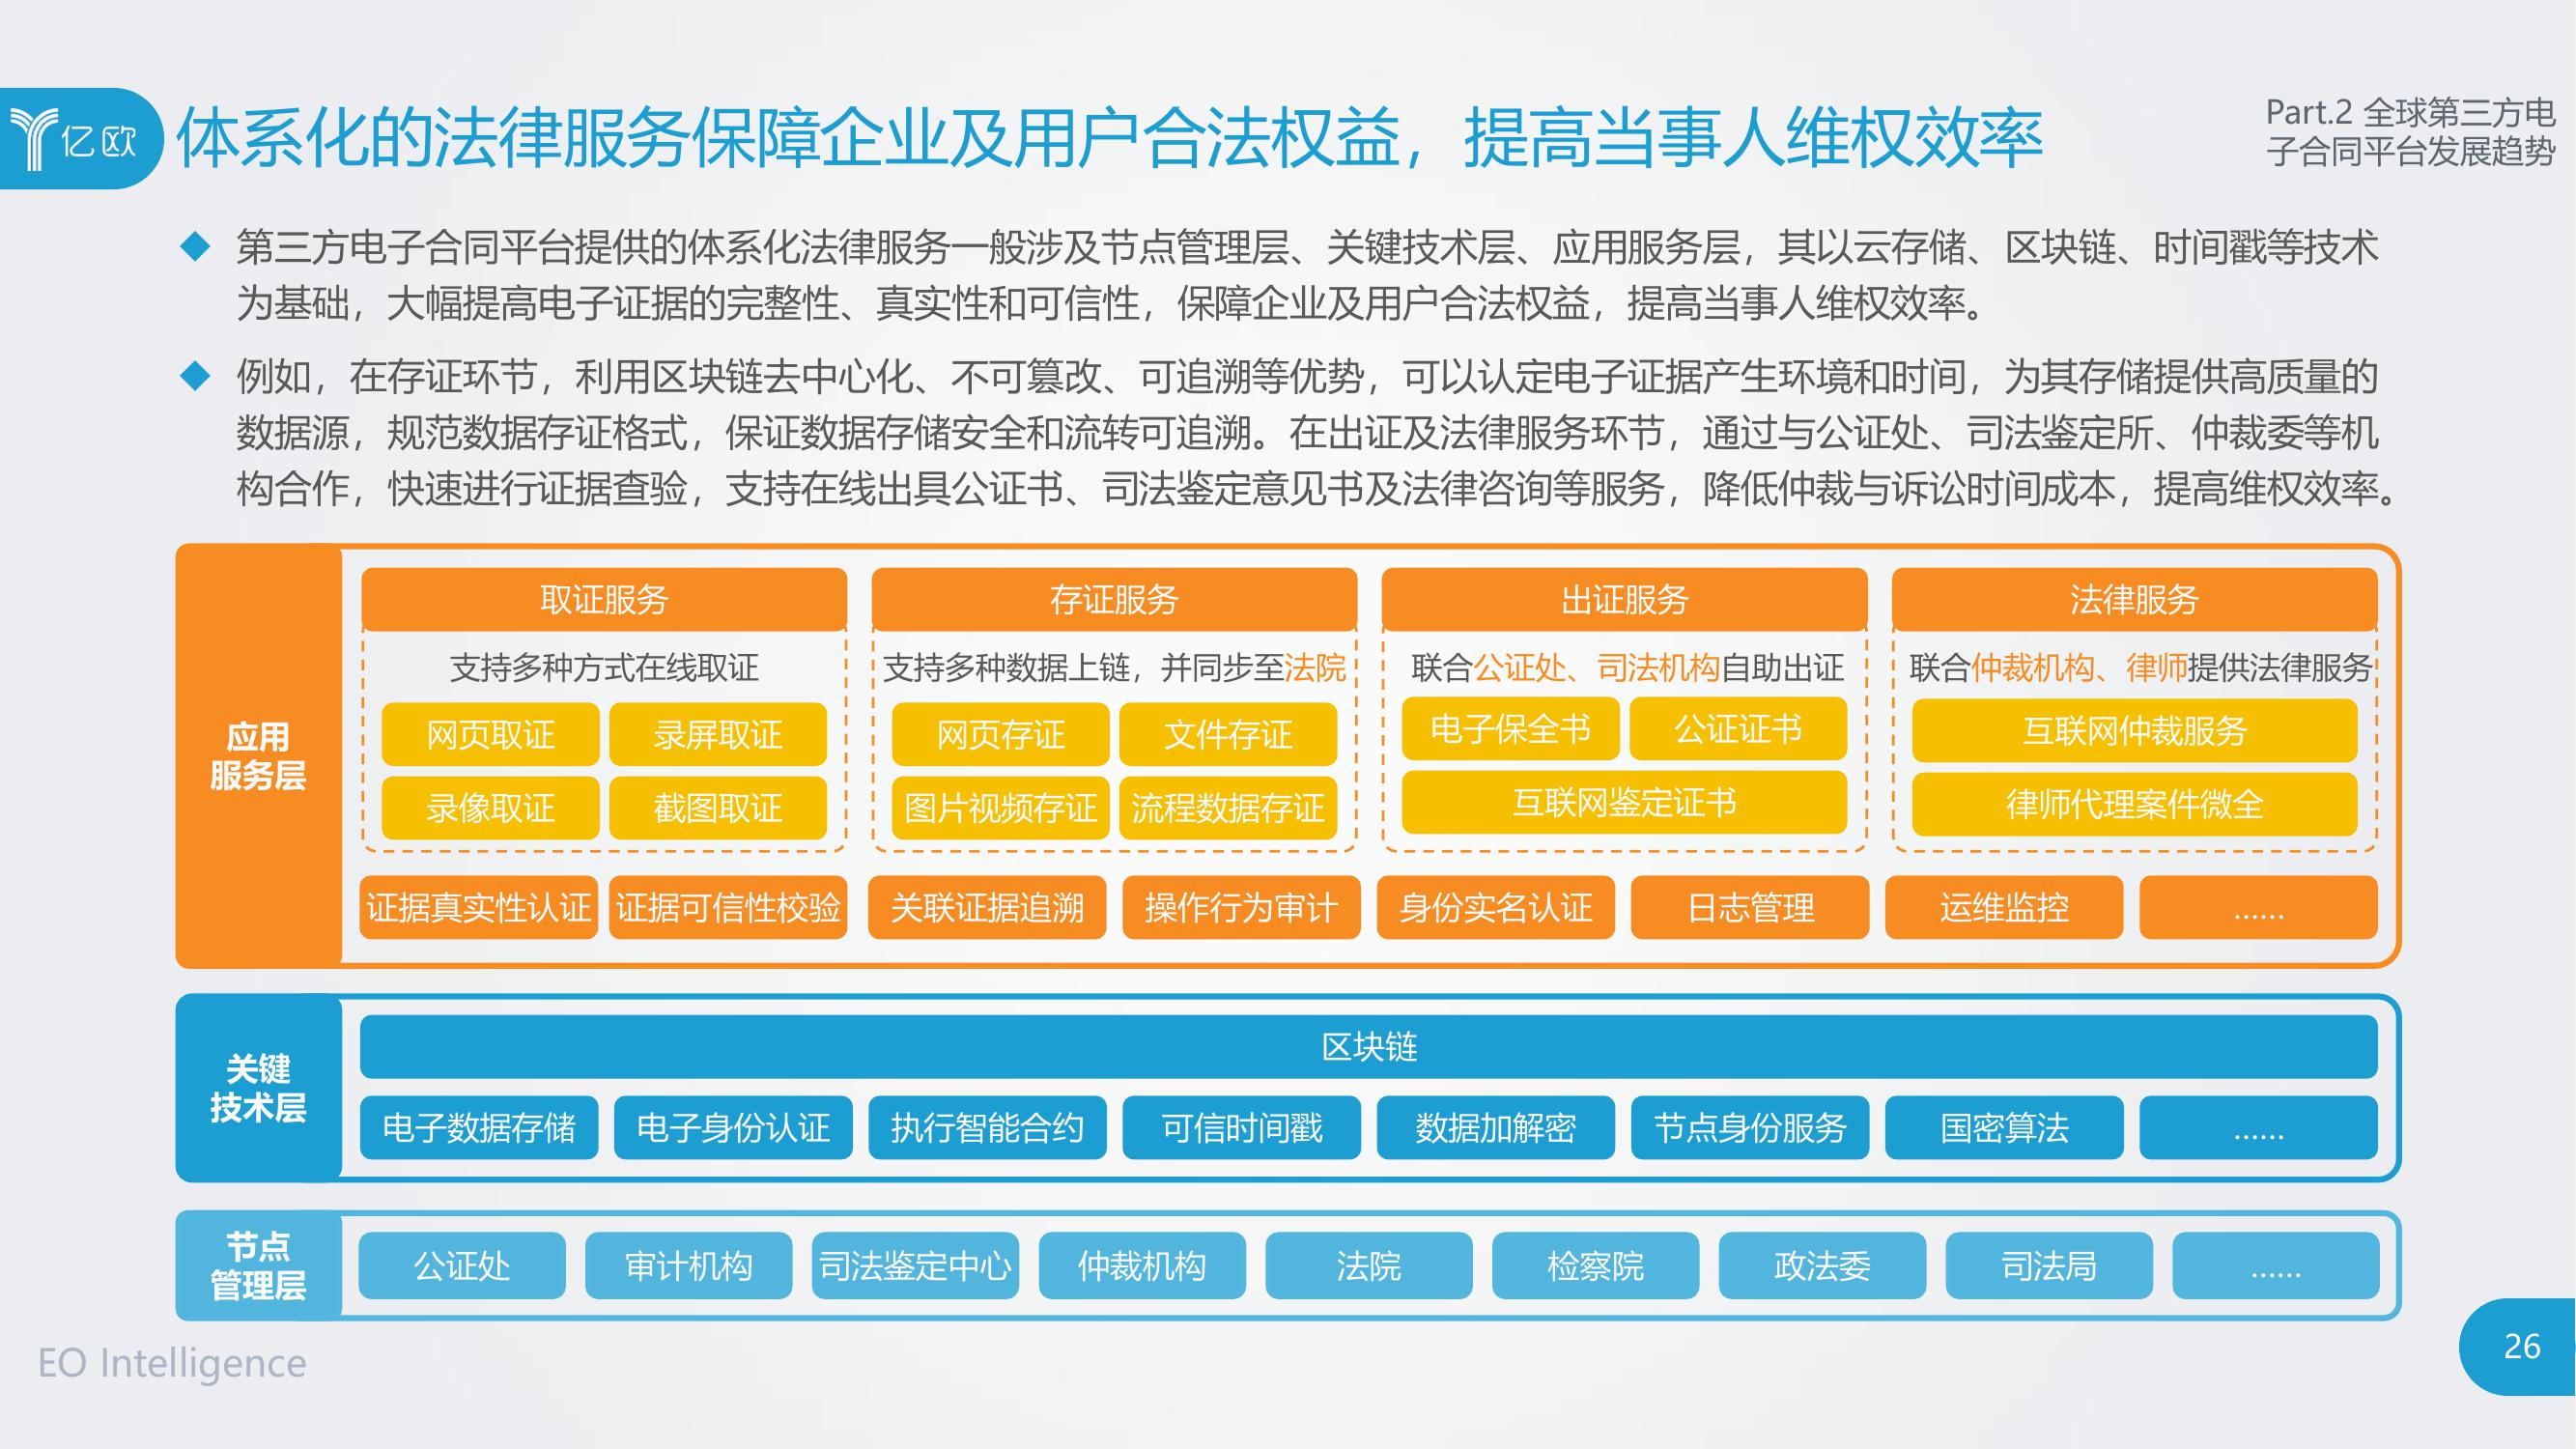 亿欧
体系化的法律服务保障企业及用户合法权益，提高当事人维权效率
Part.2 全球第三方电
子合同平台发展趋势
第三方电子合同平台提供的体系化法律服务一般涉及节点管理层、关键技术层、应用服务层，其以云存储、区块链、时间戳等技术
为基础，大幅提高电子证据的完整性、真实性和可信性，保障企业及用户合法权益，提高当事人维权效率。
例如，在存证环节，利用区块链去中心化、不可篡改、可追溯等优势，可以认定电子证据产生环境和时间，为其存储提供高质量的
数据源，规范数据存证格式，保证数据存储安全和流转可追溯。在出证及法律服务环节，通过与公证处、司法鉴定所、仲裁委等机
构合作，快速进行证据查验，支持在线出具公证书、司法鉴定意见书及法律咨询等服务，降低仲裁与诉讼时间成本，提高维权效率。
应用
服务层
取证服务
支持多种方式在线取证
网页取证 录屏取证
录像取证 截图取证
存证服务
支持多种数据上链，并同步至法院
网页存证 文件存证
图片视频存证 流程数据存证
出证服务
联合公证处、司法机构自助出证
电子保全书 公证证书
互联网鉴定证书
法律服务
联合仲裁机构、律师提供法律服务
互联网仲裁服务
律师代理案件微全
证据真实性认证 证据可信性校验 关联证据追溯 操作行为审计 身份实名认证 日志管理 运维监控 ……
关键
技术层
区块链
电子数据存储 电子身份认证 执行智能合约 可信时间戳 数据加解密 节点身份服务 国密算法 ……
节点
管理层
公证处 审计机构 司法鉴定中心 仲裁机构 法院 检察院 政法委 司法局 ……
EO Intelligence
26